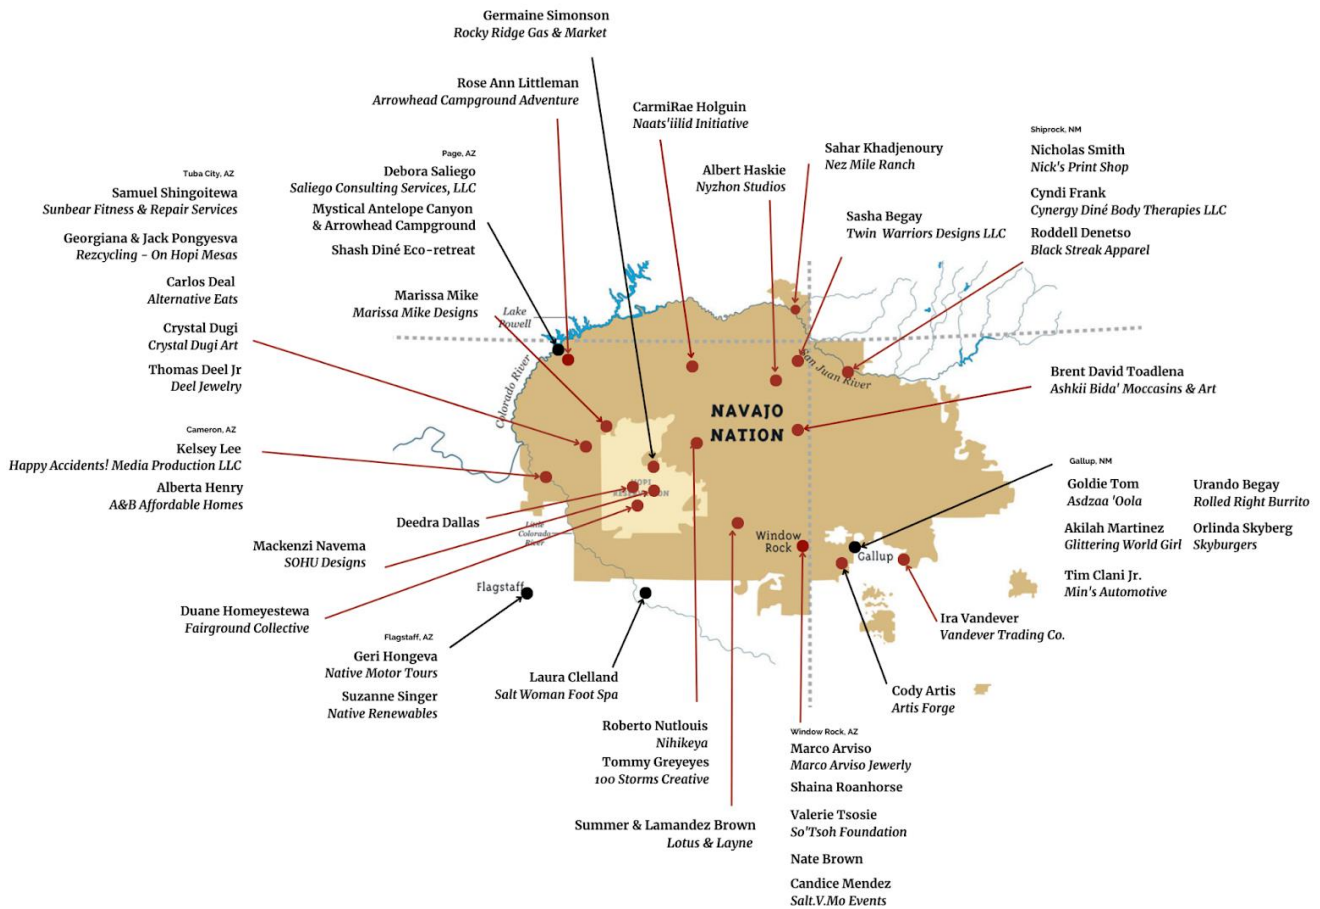 Germaine Simonson
Rocky Ridge Gas & Market
Rose Ann Littleman
Arrowhead Campground Adventure
CarmiRae Holguin
Naats'iilid Initiative
Albert Haskie
Nyzhon Studios
Sahar Khadjenoury
Nez Mile Ranch
Sasha Begay
Twin Warriors Designs LLC
Shiprock, NM
Nicholas Smith
Nick's Print Shop
Cyndi Frank
Cynergy Diné Body Therapies LLC
Roddell Denetso
Black Streak Apparel
Page, AZ
Debora Saliego
Saliego Consulting Services, LLC
Mystical Antelope Canyon
& Arrowhead Campground
Shash Diné Eco-retreat
Marissa Mike
Marissa Mike Designs
Tuba City, AZ
Samuel Shingoitewa
Sunbear Fitness & Repair Services
Georgiana & Jack Pongyesva
Rezcycling - On Hopi Mesas
Carlos Deal
Alternative Eats
Crystal Dugi
Crystal Dugi Art
Thomas Deel Jr
Deel Jewelry
Cameron, AZ
Kelsey Lee
Happy Accidents! Media Production LLC
Alberta Henry
A&B Affordable Homes
Lake
Powell
Colorado River
San Juan River
NAVAJO
NATION
HOPI
RESERVATION
Little
Colorado
River
Window
Rock
Gallup
Flagstaff
Brent David Toadlena
Ashkii Bida' Moccasins & Art
Gallup, NM
Goldie Tom
Asdzaa 'Oola
Urando Begay
Rolled Right Burrito
Akilah Martinez
Glittering World Girl
Orlinda Skyberg
Skyburgers
Tim Clani Jr.
Min's Automotive
Deedra Dallas
Mackenzi Navema
SOHU Designs
Duane Homeyestewa
Fairground Collective
Flagstaff, AZ
Geri Hongeva
Native Motor Tours
Suzanne Singer
Native Renewables
Laura Clelland
Salt Woman Foot Spa
Roberto Nutlouis
Nihikeya
Tommy Greyeyes
100 Storms Creative
Summer & Lamandez Brown
Lotus & Layne
Ira Vandever
Vandever Trading Co.
Cody Artis
Artis Forge
Window Rock, AZ
Marco Arviso
Marco Arviso Jewerly
Shaina Roanhorse
Valerie Tsosie
So'Tsoh Foundation
Nate Brown
Candice Mendez
Salt.V.Mo Events